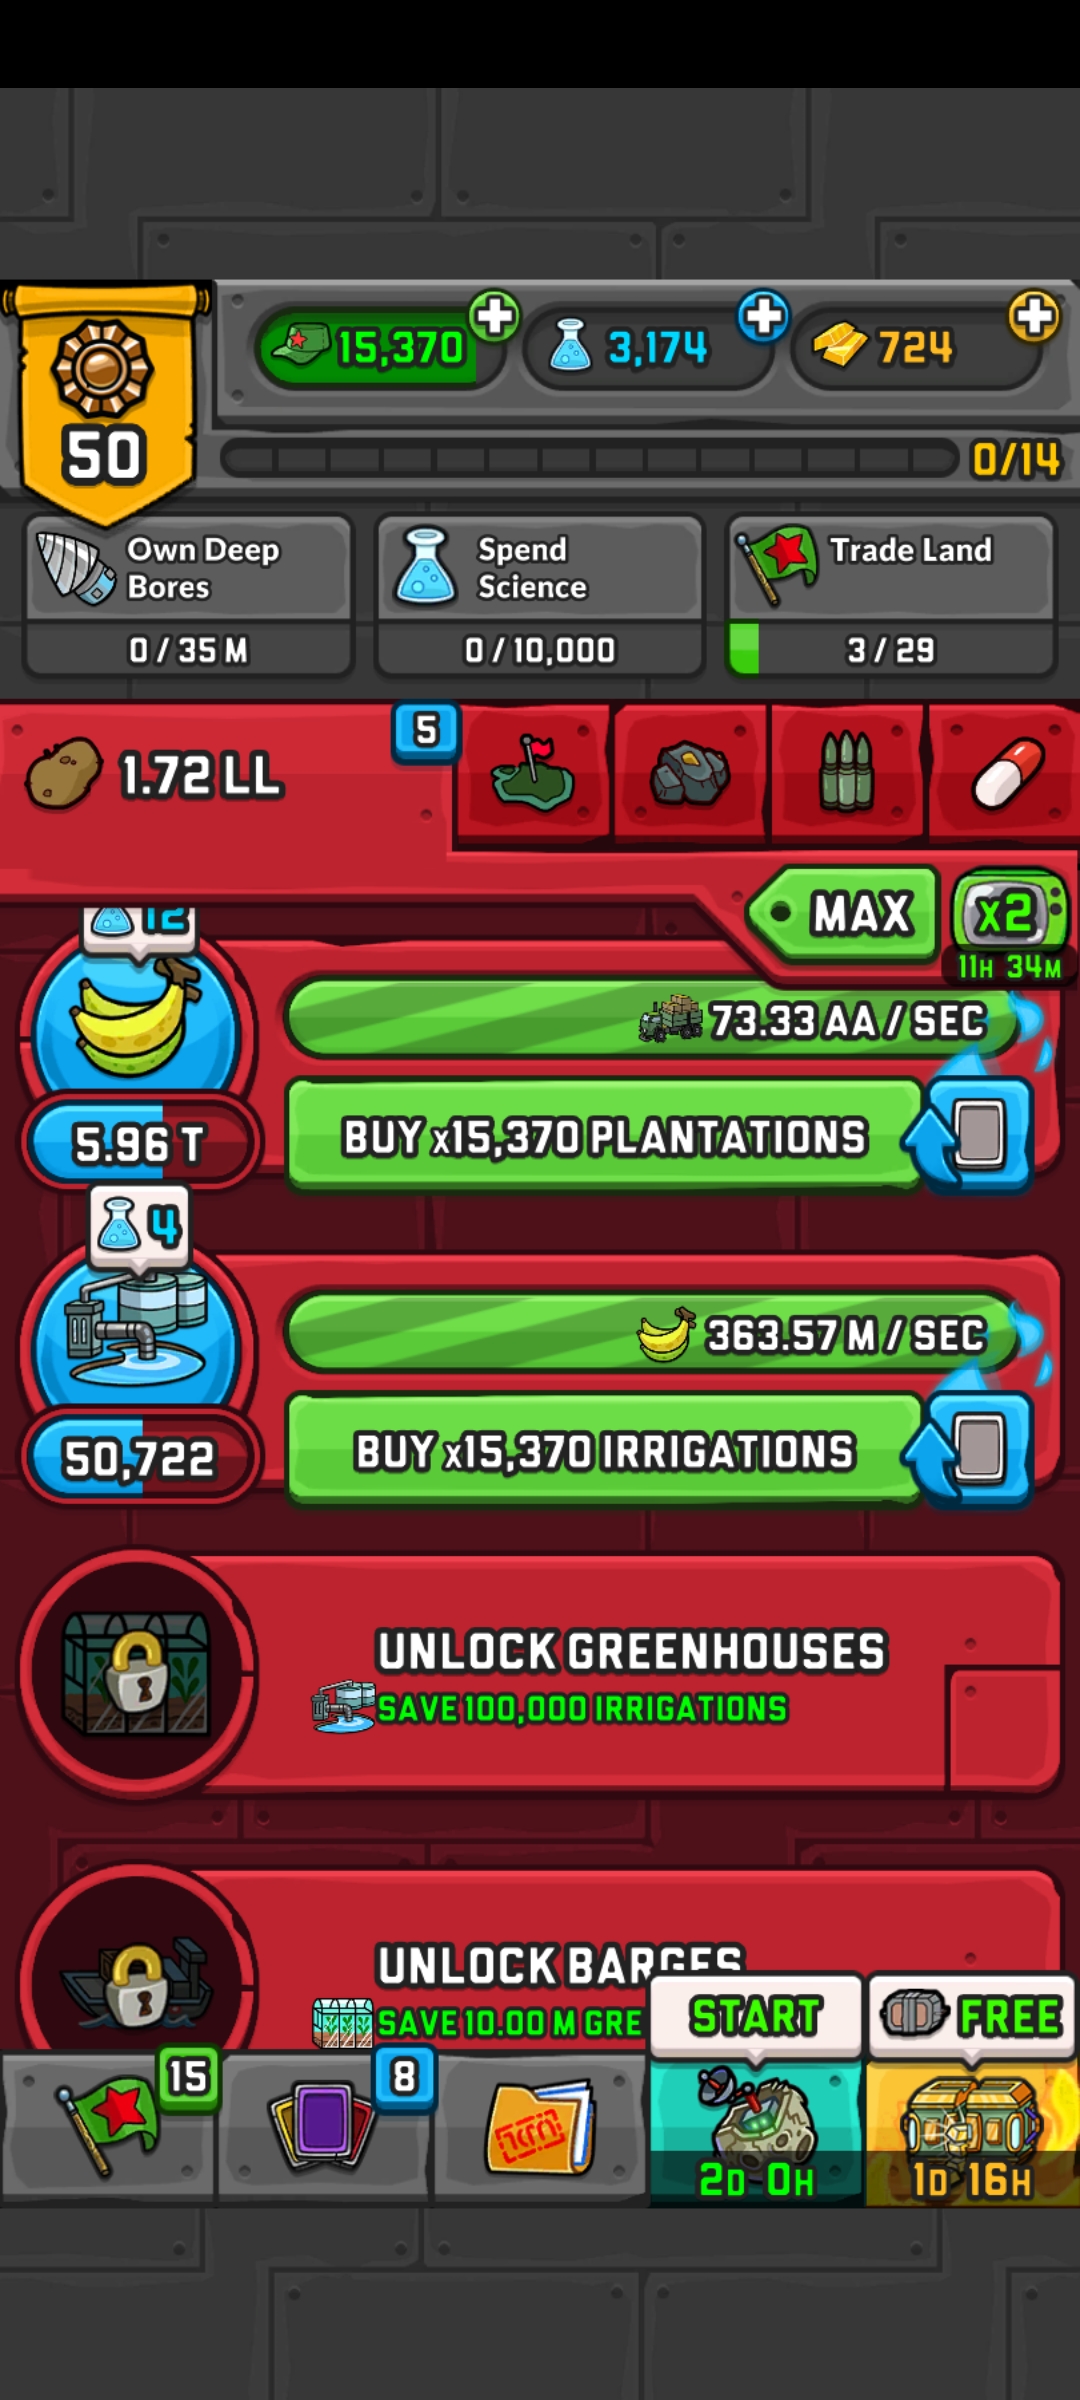 15,370
3,174
724
50
0/14
Own Deep
Bores
0 / 35 M
Spend
Science
0 / 10,000
Trade Land
3 / 29
1.72 LL
5
MAX
x2
11H 34M
12
73.33 AA / SEC
5.96 T
BUY x15,370 PLANTATIONS
4
363.57 M / SEC
50,722
BUY x15,370 IRRIGATIONS
UNLOCK GREENHOUSES
SAVE 100,000 IRRIGATIONS
UNLOCK BARGES
SAVE 10.00 M GRE
START
FREE
15
8
2D 0H
1D 16H